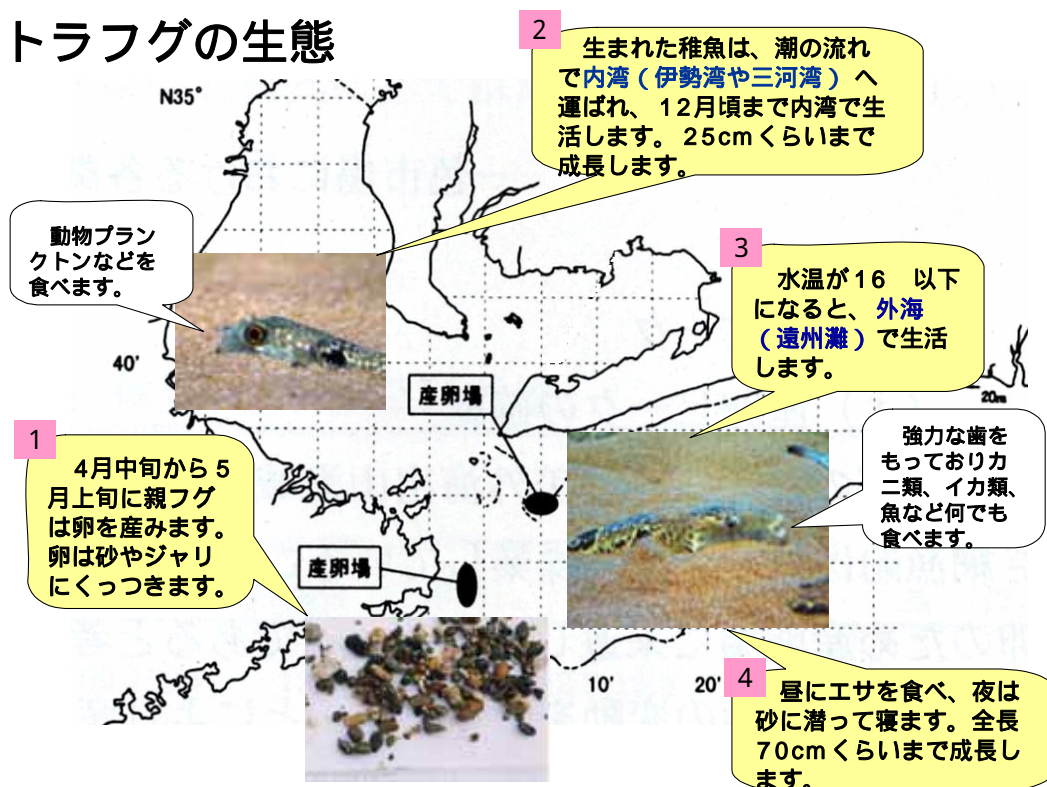 トラフグの生態
N35°
2
生まれた稚魚は、潮の流れ
で内湾（伊勢湾や三河湾）へ
運ばれ、12月頃まで内湾で生
活します。25cmくらいまで
成長します。
動物プラン
クトンなどを
食べます。
3
水温が16　以下
になると、外海
（遠州灘）で生活
します。
40'
産卵場
20m
1
4月中旬から5
月上旬に親フグ
は卵を産みます。
卵は砂やジャリ
にくっつきます。
強力な歯を
もっておりカ
ニ類、イカ類、
魚など何でも
食べます。
産卵場
10'
20'
4
昼にエサを食べ、夜は
砂に潜って寝ます。全長
70cmくらいまで成長し
ます。